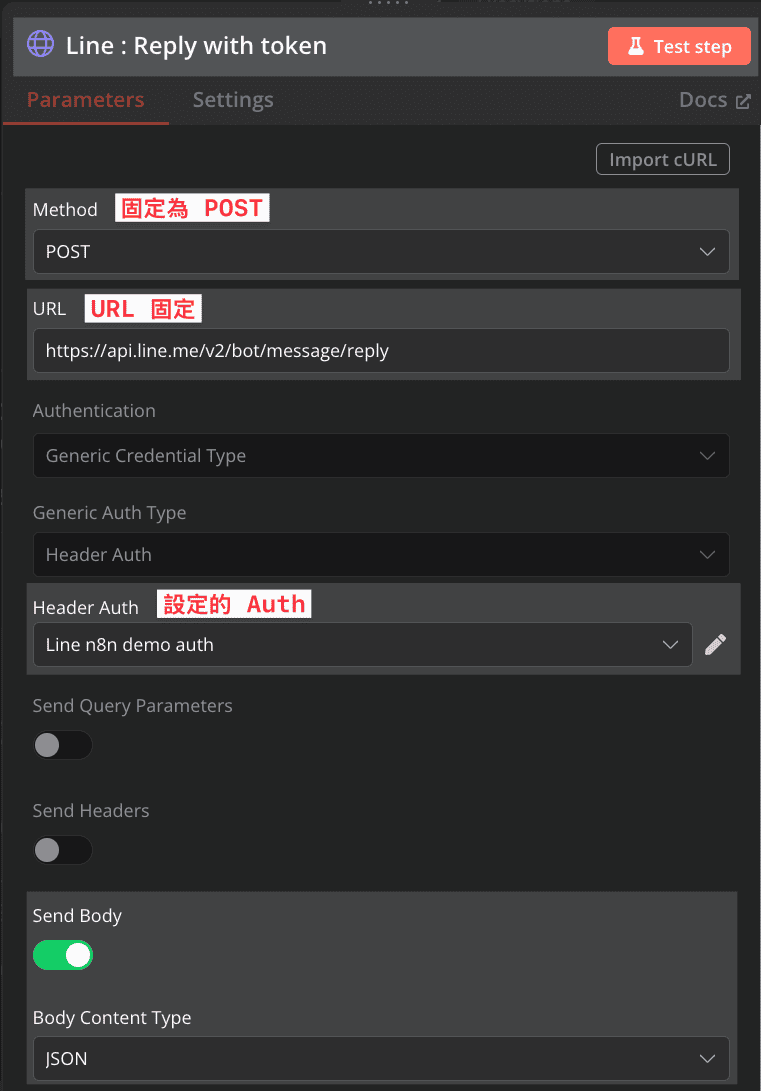 Line : Reply with token
Test step
Parameters
Settings
Docs
Import cURL
Method 固定為 POST
POST
URL URL 固定
https://api.line.me/v2/bot/message/reply
Authentication
Generic Credential Type
Generic Auth Type
Header Auth
Header Auth 設定的 Auth
Line n8n demo auth
Send Query Parameters
Send Headers
Send Body
Body Content Type
JSON